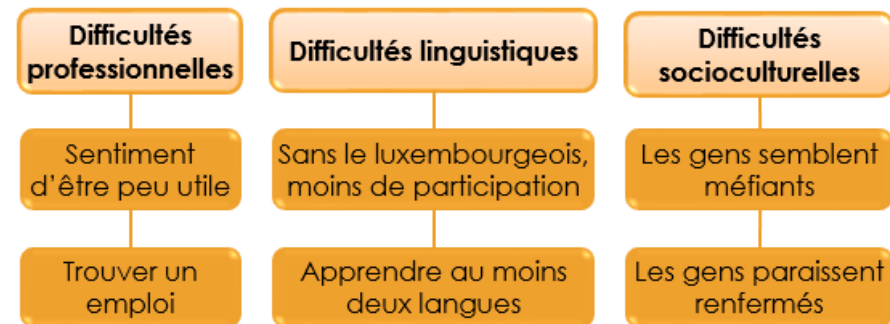 Difficultés
professionnelles
Sentiment
d’être peu utile
Trouver un
emploi
Difficultés linguistiques
Sans le luxembourgeois,
moins de participation
Apprendre au moins
deux langues
Difficultés
socioculturelles
Les gens semblent
méfiants
Les gens paraissent
renfermés